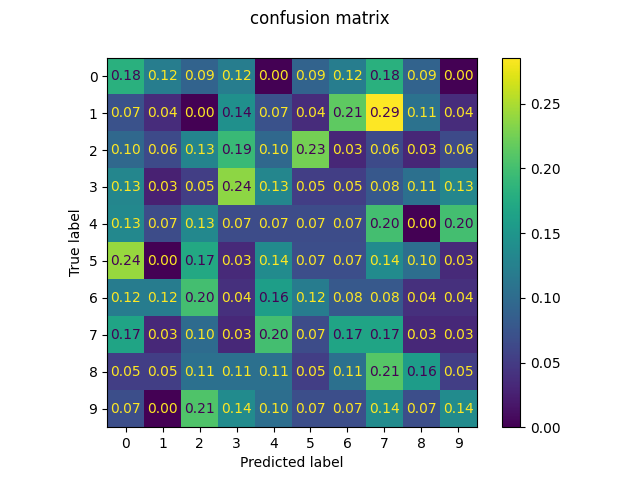 confusion matrix
0 0.18 0.12 0.09 0.12 0.00 0.09 0.12 0.18 0.09 0.00
1 0.07 0.04 0.00 0.14 0.07 0.04 0.21 0.29 0.11 0.04
2 0.10 0.06 0.13 0.19 0.10 0.23 0.03 0.06 0.03 0.06
3 0.13 0.03 0.05 0.24 0.13 0.05 0.05 0.08 0.11 0.13
4 0.13 0.07 0.13 0.07 0.07 0.07 0.07 0.20 0.00 0.20
5 0.24 0.00 0.17 0.03 0.14 0.07 0.07 0.14 0.10 0.03
6 0.12 0.12 0.20 0.04 0.16 0.12 0.08 0.08 0.04 0.04
7 0.17 0.03 0.10 0.03 0.20 0.07 0.17 0.17 0.03 0.03
8 0.05 0.05 0.11 0.11 0.11 0.05 0.11 0.21 0.16 0.05
9 0.07 0.00 0.21 0.14 0.10 0.07 0.07 0.14 0.07 0.14
0 1 2 3 4 5 6 7 8 9
Predicted label
True label
0.25
0.20
0.15
0.10
0.05
0.00